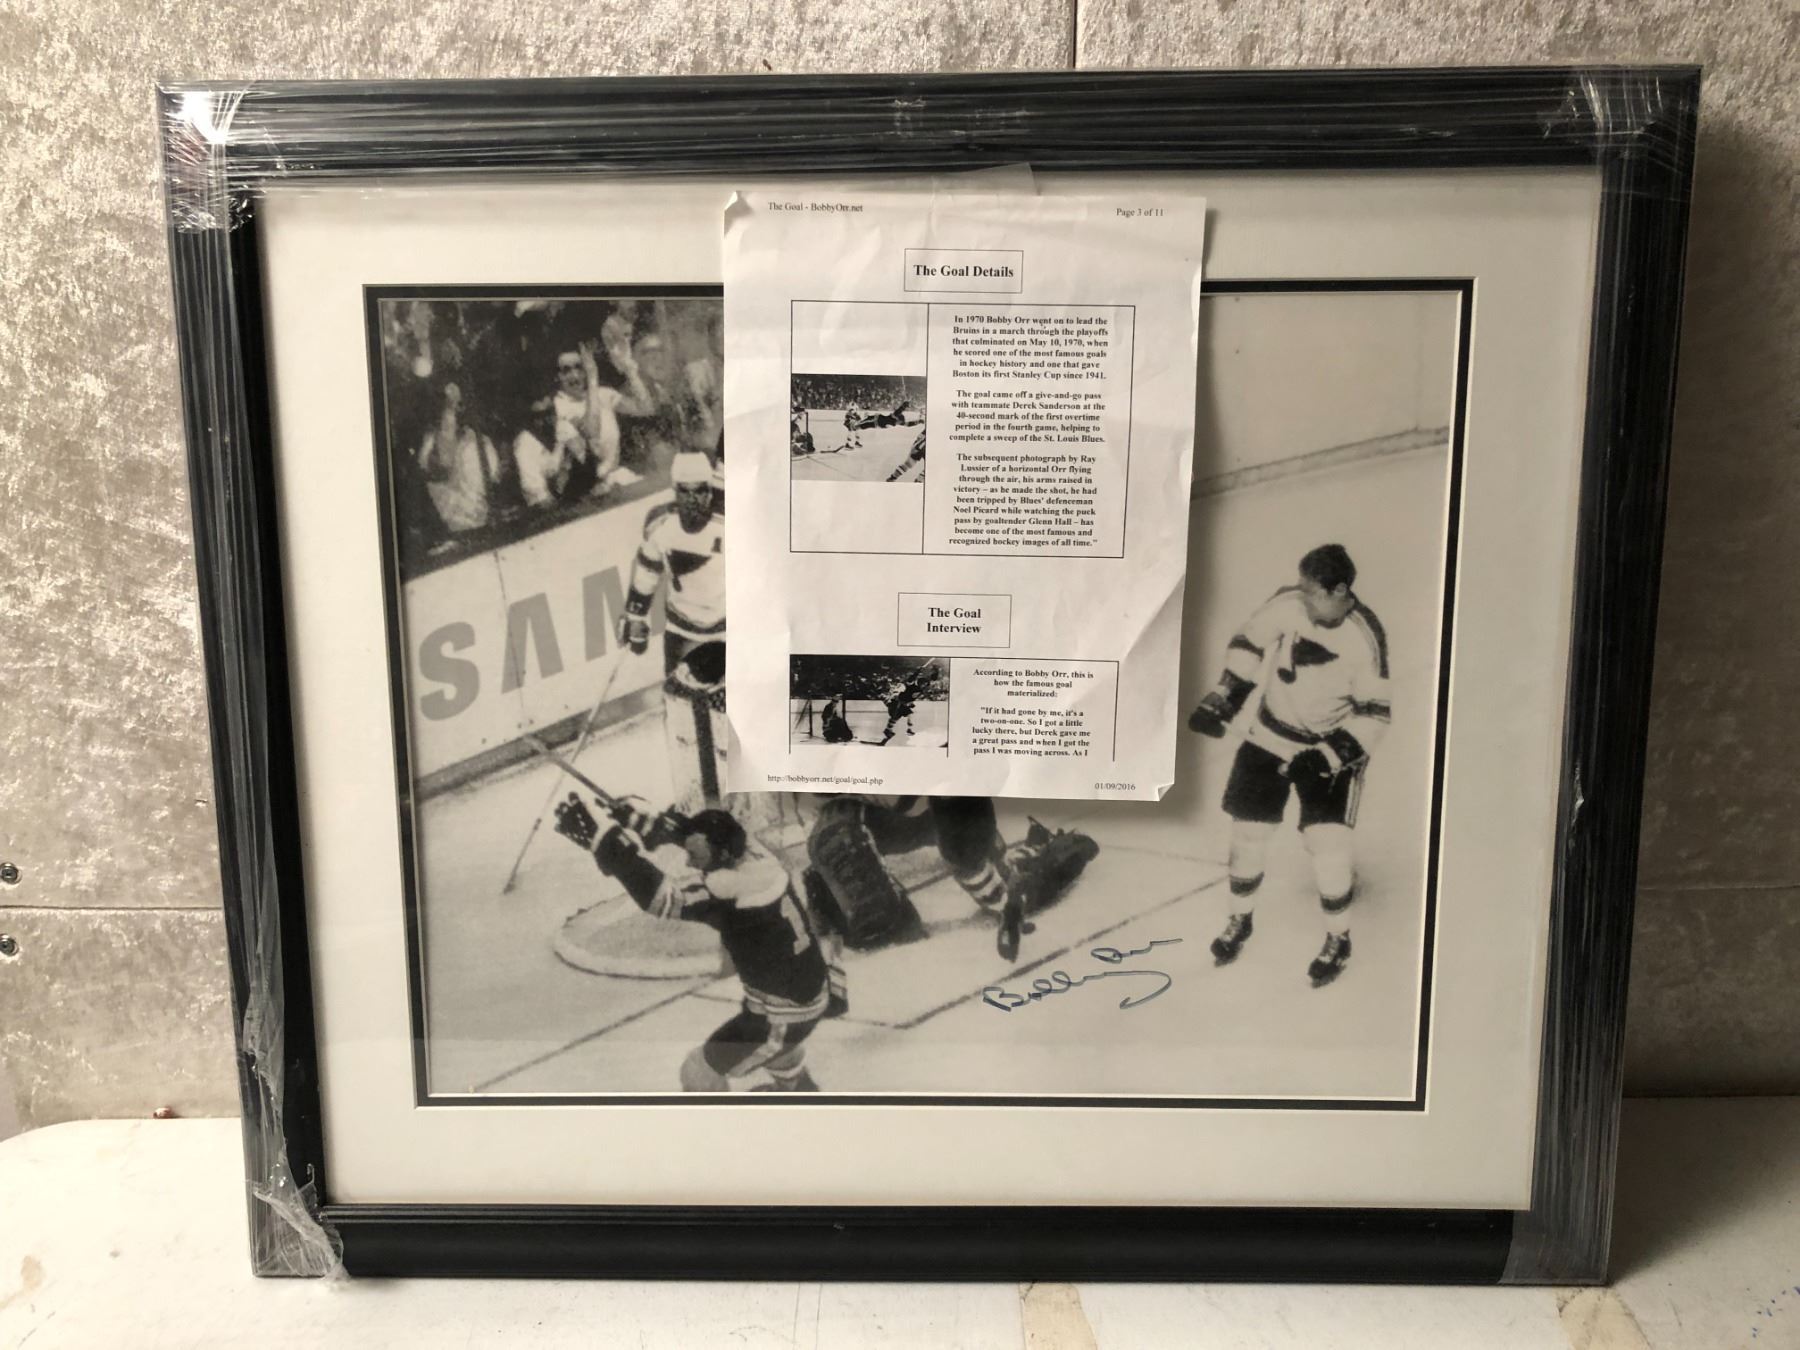 The Goal - BobbyOrr.net
Page 3 of 11
The Goal Details
In 1970 Bobby Orr went on to lead the
Bruins in a march through the playoffs
that culminated on May 10, 1970, when
he scored one of the most famous goals
in hockey history and one that gave
Boston its first Stanley Cup since 1941.
The goal came off a give-and-go pass
with teammate Derek Sanderson at the
40-second mark of the first overtime
period in the fourth game, helping to
complete a sweep of the St. Louis Blues.
The subsequent photograph by Ray
Lussier of a horizontal Orr flying
through the air, his arms raised in
victory – as he made the shot, he had
been tripped by Blues' defenceman
Noel Picard while watching the puck
pass by goaltender Glenn Hall – has
become one of the most famous and
recognized hockey images of all time."
The Goal
Interview
According to Bobby Orr, this is
how the famous goal
materialized:
"If it had gone by me, it's a
two-on-one. So I got a little
lucky there, but Derek gave me
a great pass and when I got the
pass I was moving across. As I
http://bobbyorr.net/goal/goal.php
01/09/2016
SAM
Bobby Orr